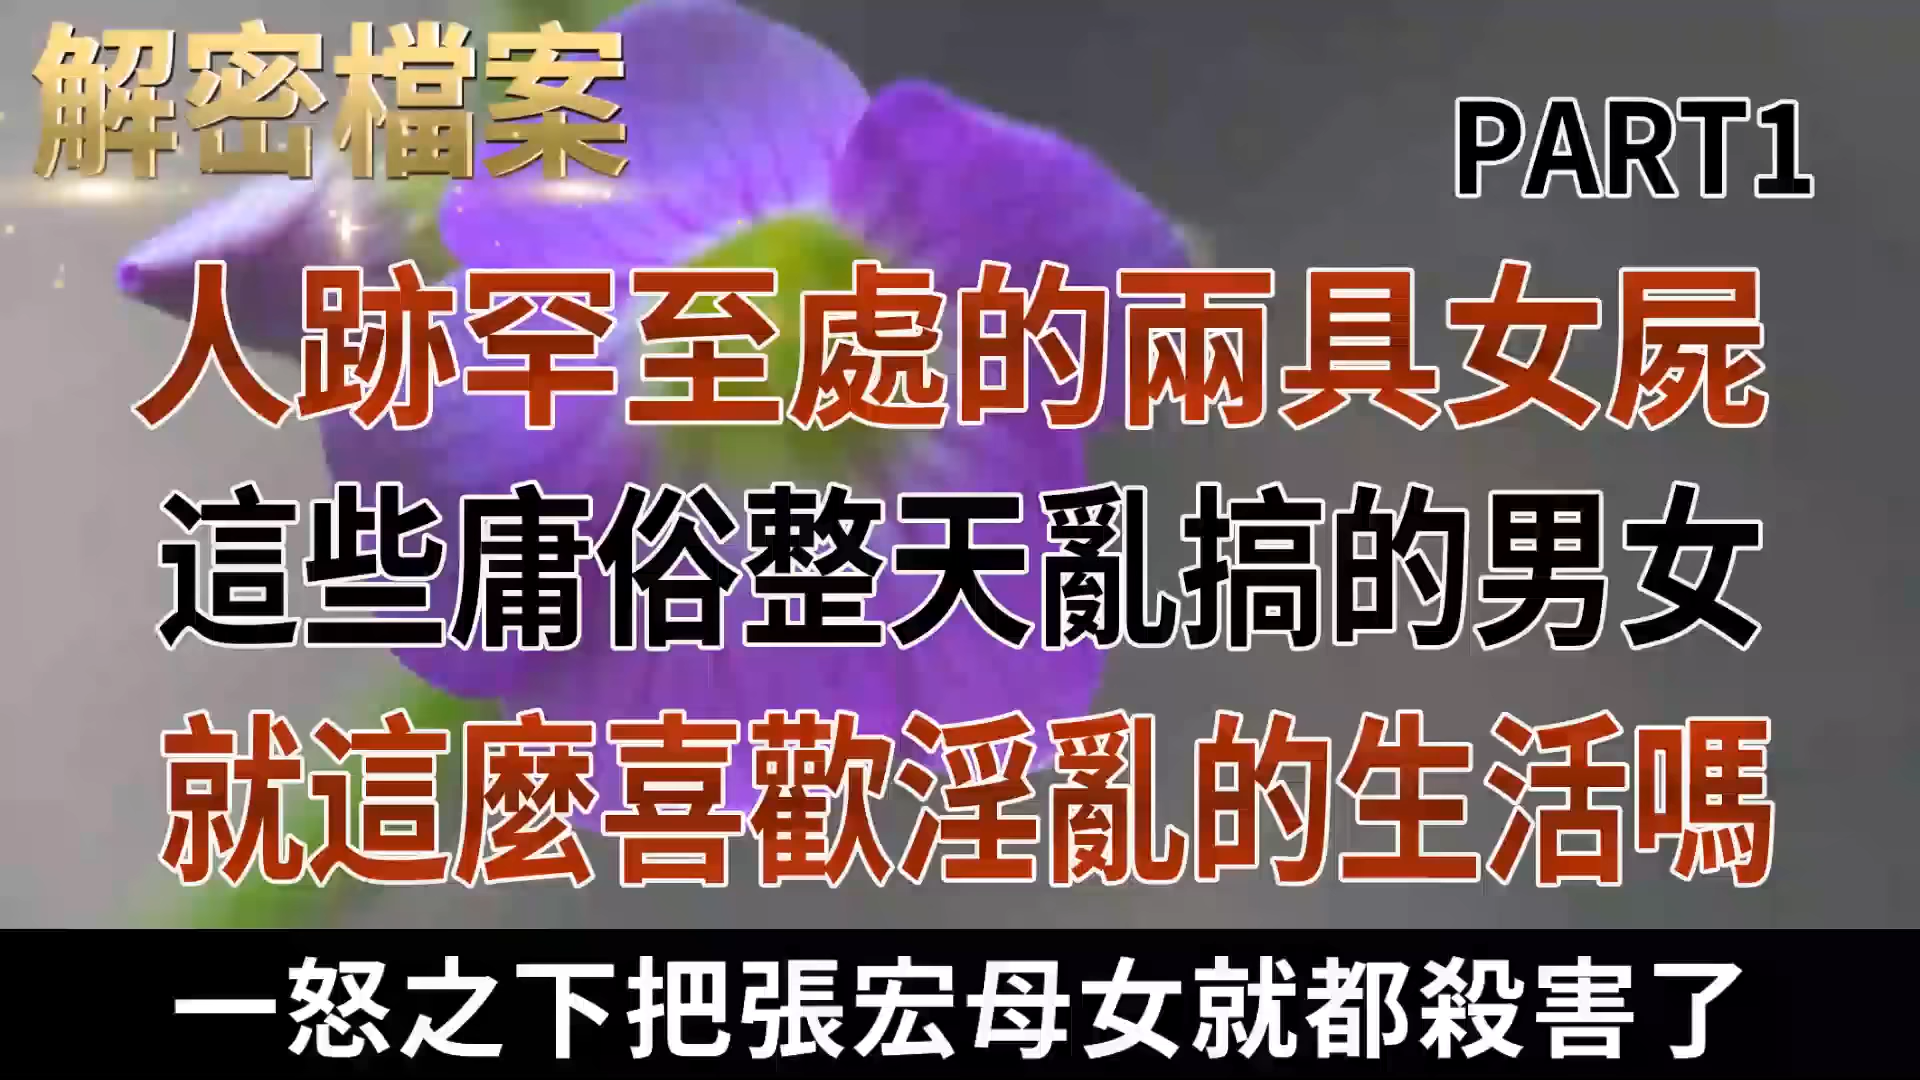 解密檔案
PART1
人跡罕至處的兩具女屍
這些庸俗整天亂搞的男女
就這麼喜歡淫亂的生活嗎
一怒之下把張宏母女就都殺害了